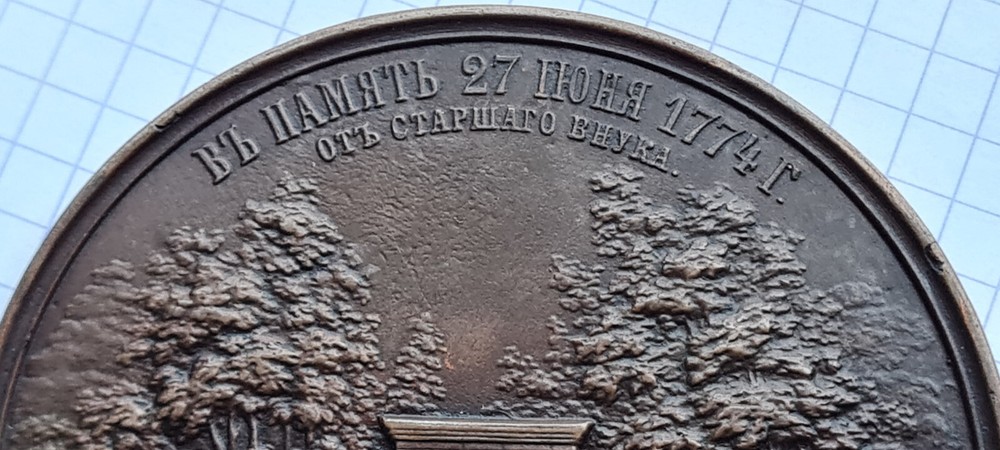 ВЪ ПАМЯТЬ 27 ІЮНЯ 1774 Г.
ОТЪ СТАРШАГО ВНУКА.